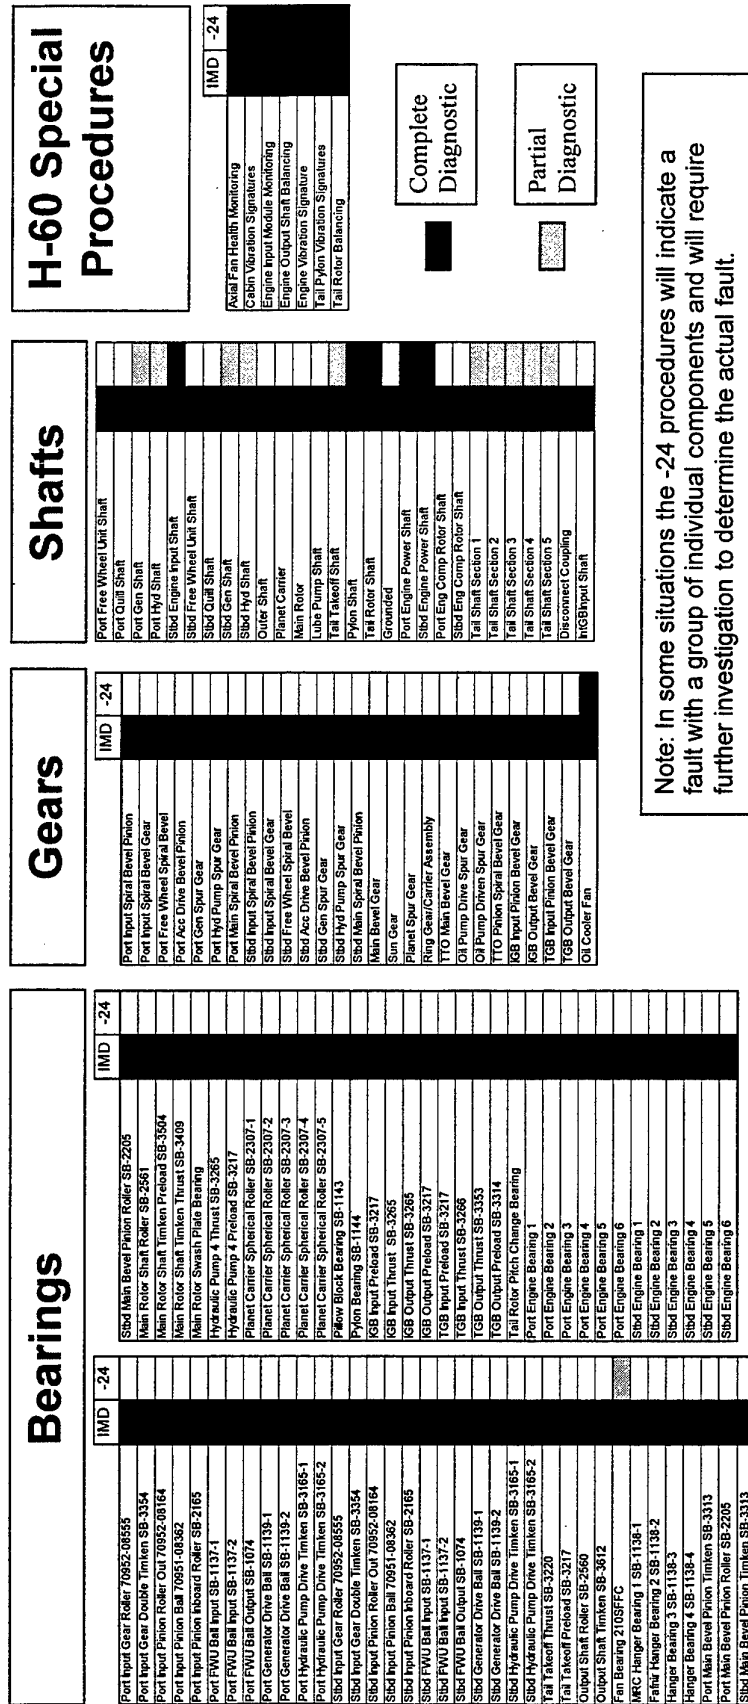 Bearings
IMD -24
Port Input Gear Roller 70952-08555
Port Input Gear Double Timken SB-3354
Port Input Pinion Roller Out 70952-08164
Port Input Pinion Ball 70951-08362
Port Input Pinion Inboard Roller SB-2165
Port FWU Ball Input SB-1137-1
Port FWU Ball Input SB-1137-2
Port FWU Ball Output SB-1074
Port Generator Drive Ball SB-1139-1
Port Generator Drive Ball SB-1139-2
Port Hydraulic Pump Drive Timken SB-3165-1
Port Hydraulic Pump Drive Timken SB-3165-2
Stbd Input Gear Roller 70952-08555
Stbd Input Gear Double Timken SB-3354
Stbd Input Pinion Roller Out 70952-08164
Stbd Input Pinion Ball 70951-08362
Stbd Input Pinion Inboard Roller SB-2165
Stbd FWU Ball Input SB-1137-1
Stbd FWU Ball Input SB-1137-2
Stbd FWU Ball Output SB-1074
Stbd Generator Drive Ball SB-1139-1
Stbd Generator Drive Ball SB-1139-2
Stbd Hydraulic Pump Drive Timken SB-3165-1
Stbd Hydraulic Pump Drive Timken SB-3165-2
Tail Takeoff Thrust SB-3220
Tail Takeoff Preload SB-3217
Output Shaft Roller SB-2560
Output Shaft Timken SB-3612
Fan Bearing 210SFFC
MRC Hanger Bearing 1 SB-1138-1
Fafnir Hanger Bearing 2 SB-1138-2
Hanger Bearing 3 SB-1138-3
Hanger Bearing 4 SB-1138-4
Port Main Bevel Pinion Timken SB-3313
Port Main Bevel Pinion Roller SB-2205
Stbd Main Bevel Pinion Timken SB-3313
IMD -24
Stbd Main Bevel Pinion Roller SB-2205
Main Rotor Shaft Roller SB-2561
Main Rotor Shaft Timken Preload SB-3504
Main Rotor Shaft Timken Thrust SB-3409
Main Rotor Swash Plate Bearing
Hydraulic Pump 4 Thrust SB-3265
Hydraulic Pump 4 Preload SB-3217
Planet Carrier Spherical Roller SB-2307-1
Planet Carrier Spherical Roller SB-2307-2
Planet Carrier Spherical Roller SB-2307-3
Planet Carrier Spherical Roller SB-2307-4
Planet Carrier Spherical Roller SB-2307-5
Pillow Block Bearing SB-1143
Pylon Bearing SB-1144
IGB Input Preload SB-3217
IGB Input Thrust SB-3265
IGB Output Thrust SB-3265
IGB Output Preload SB-3217
TGB Input Preload SB-3217
TGB Input Thrust SB-3266
TGB Output Thrust SB-3353
TGB Output Preload SB-3314
Tail Rotor Pitch Change Bearing
Port Engine Bearing 1
Port Engine Bearing 2
Port Engine Bearing 3
Port Engine Bearing 4
Port Engine Bearing 5
Port Engine Bearing 6
Stbd Engine Bearing 1
Stbd Engine Bearing 2
Stbd Engine Bearing 3
Stbd Engine Bearing 4
Stbd Engine Bearing 5
Stbd Engine Bearing 6
Gears
IMD -24
Port Input Spiral Bevel Pinion
Port Input Spiral Bevel Gear
Port Free Wheel Spiral Bevel
Port Acc Drive Bevel Pinion
Port Gen Spur Gear
Port Hyd Pump Spur Gear
Port Main Spiral Bevel Pinion
Stbd Input Spiral Bevel Pinion
Stbd Input Spiral Bevel Gear
Stbd Free Wheel Spiral Bevel
Stbd Acc Drive Bevel Pinion
Stbd Gen Spur Gear
Stbd Hyd Pump Spur Gear
Stbd Main Spiral Bevel Pinion
Main Bevel Gear
Sun Gear
Planet Spur Gear
Ring Gear/Carrier Assembly
TTO Main Bevel Gear
Oil Pump Drive Spur Gear
Oil Pump Driven Spur Gear
TTO Pinion Spiral Bevel Gear
IGB Input Pinion Bevel Gear
IGB Output Bevel Gear
TGB Input Pinion Bevel Gear
TGB Output Bevel Gear
Oil Cooler Fan
Shafts
Port Free Wheel Unit Shaft
Port Quill Shaft
Port Gen Shaft
Port Hyd Shaft
Stbd Engine Input Shaft
Stbd Free Wheel Unit Shaft
Stbd Quill Shaft
Stbd Gen Shaft
Stbd Hyd Shaft
Outer Shaft
Planet Carrier
Main Rotor
Lube Pump Shaft
Tail Takeoff Shaft
Pylon Shaft
Tail Rotor Shaft
Grounded
Port Engine Power Shaft
Stbd Engine Power Shaft
Port Eng Comp Rotor Shaft
Stbd Eng Comp Rotor Shaft
Tail Shaft Section 1
Tail Shaft Section 2
Tail Shaft Section 3
Tail Shaft Section 4
Tail Shaft Section 5
Disconnect Coupling
IntGBInput Shaft
H-60 Special
Procedures
IMD -24
Axial Fan Health Monitoring
Cabin Vibration Signatures
Engine Input Module Monitoring
Engine Output Shaft Balancing
Engine Vibration Signature
Tail Pylon Vibration Signatures
Tail Rotor Balancing
Complete
Diagnostic
Partial
Diagnostic
Note: In some situations the -24 procedures will indicate a
fault with a group of individual components and will require
further investigation to determine the actual fault.